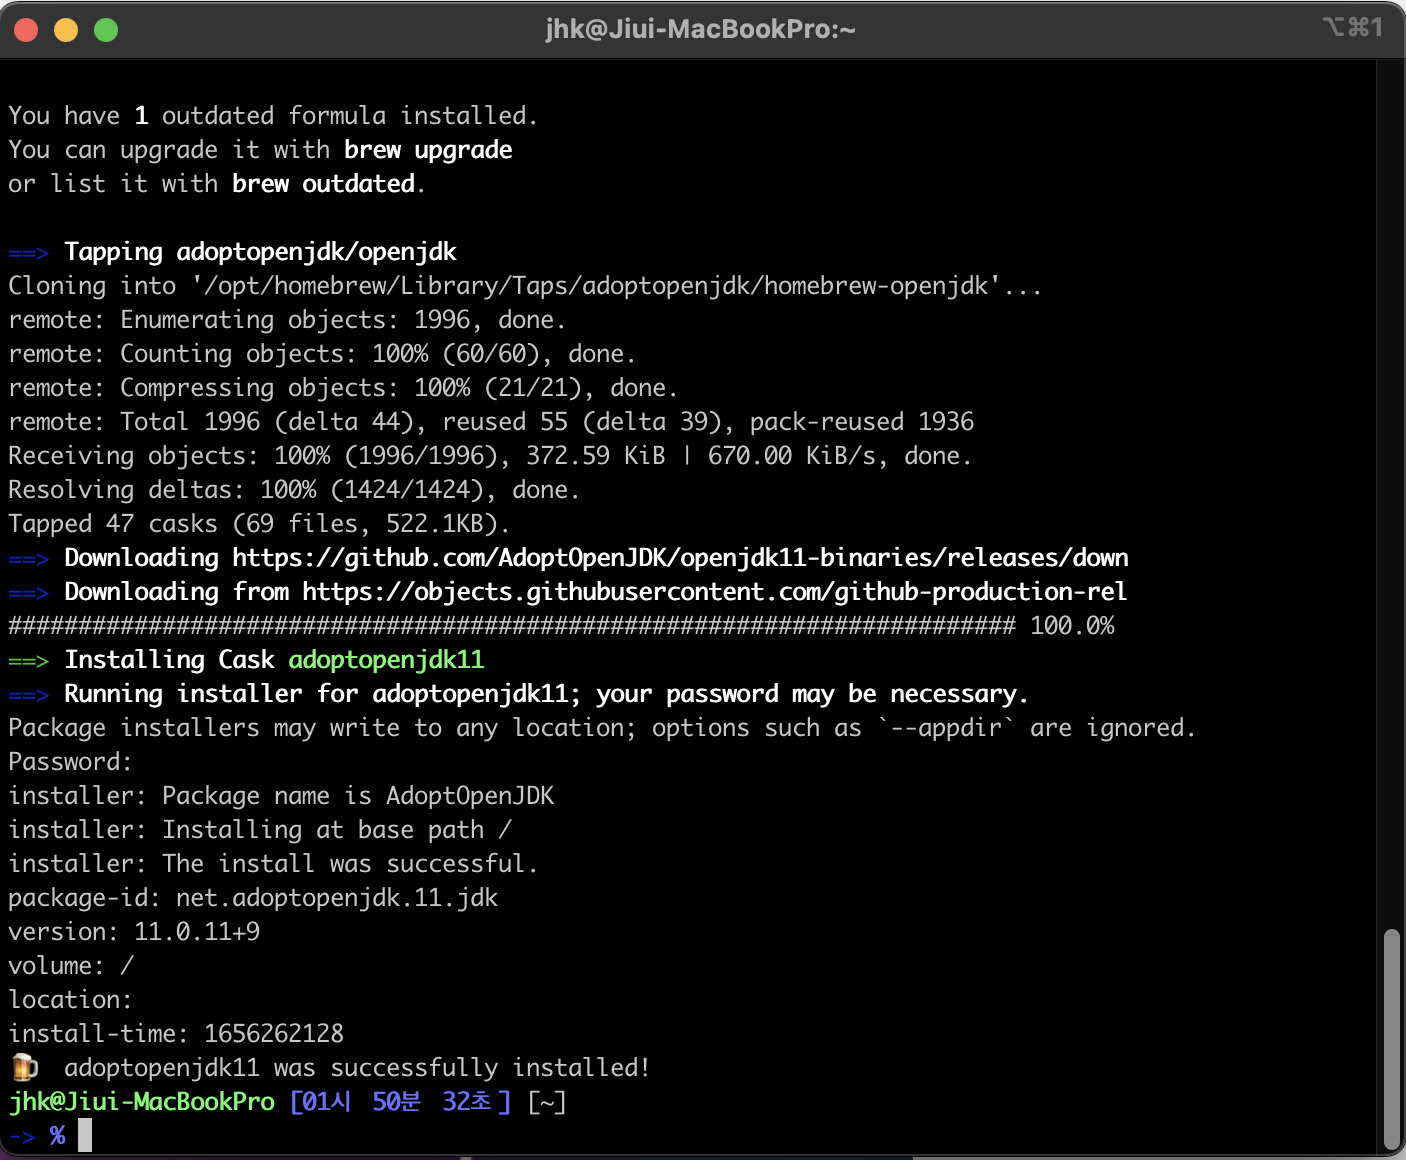 jhk@Jiui-MacBookPro:~
⌥⌘1
You have 1 outdated formula installed.
You can upgrade it with brew upgrade
or list it with brew outdated.
==> Tapping adoptopenjdk/openjdk
Cloning into '/opt/homebrew/Library/Taps/adoptopenjdk/homebrew-openjdk'...
remote: Enumerating objects: 1996, done.
remote: Counting objects: 100% (60/60), done.
remote: Compressing objects: 100% (21/21), done.
remote: Total 1996 (delta 44), reused 55 (delta 39), pack-reused 1936
Receiving objects: 100% (1996/1996), 372.59 KiB | 670.00 KiB/s, done.
Resolving deltas: 100% (1424/1424), done.
Tapped 47 casks (69 files, 522.1KB).
==> Downloading https://github.com/AdoptOpenJDK/openjdk11-binaries/releases/down
==> Downloading from https://objects.githubusercontent.com/github-production-rel
######################################################################## 100.0%
==> Installing Cask adoptopenjdk11
==> Running installer for adoptopenjdk11; your password may be necessary.
Package installers may write to any location; options such as `--appdir` are ignored.
Password:
installer: Package name is AdoptOpenJDK
installer: Installing at base path /
installer: The install was successful.
package-id: net.adoptopenjdk.11.jdk
version: 11.0.11+9
volume: /
location:
install-time: 1656262128
🍺  adoptopenjdk11 was successfully installed!
jhk@Jiui-MacBookPro [01시 50분 32초] [~]
-> %